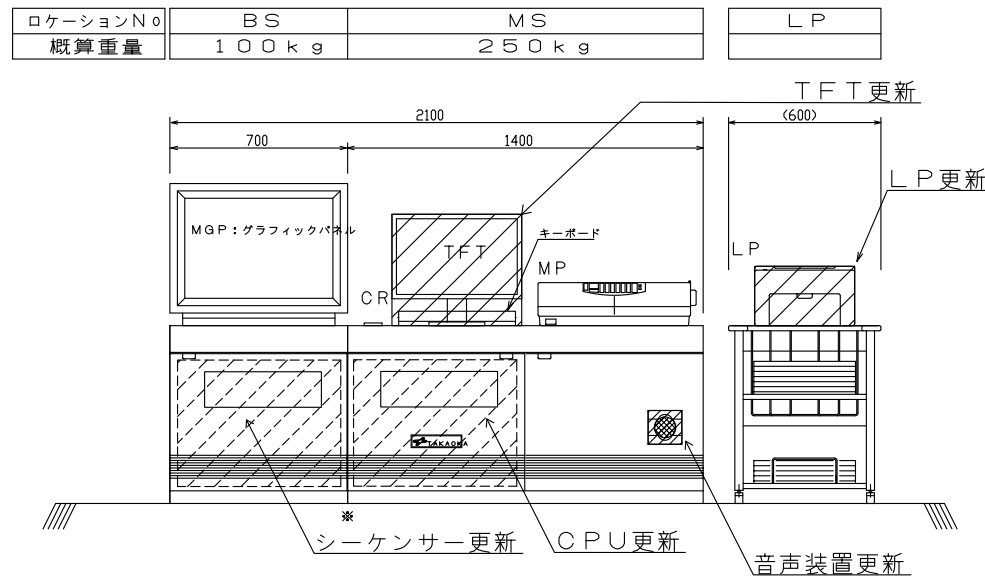 ロケーションNo BS MS LP
概算重量 100kg 250kg
TFT更新
2100 (600)
700 1400
LP更新
MGP:グラフィックパネル
キーボード
TFT
LP
MP
CR
TAKAOKA
※
シーケンサー更新
CPU更新
音声装置更新